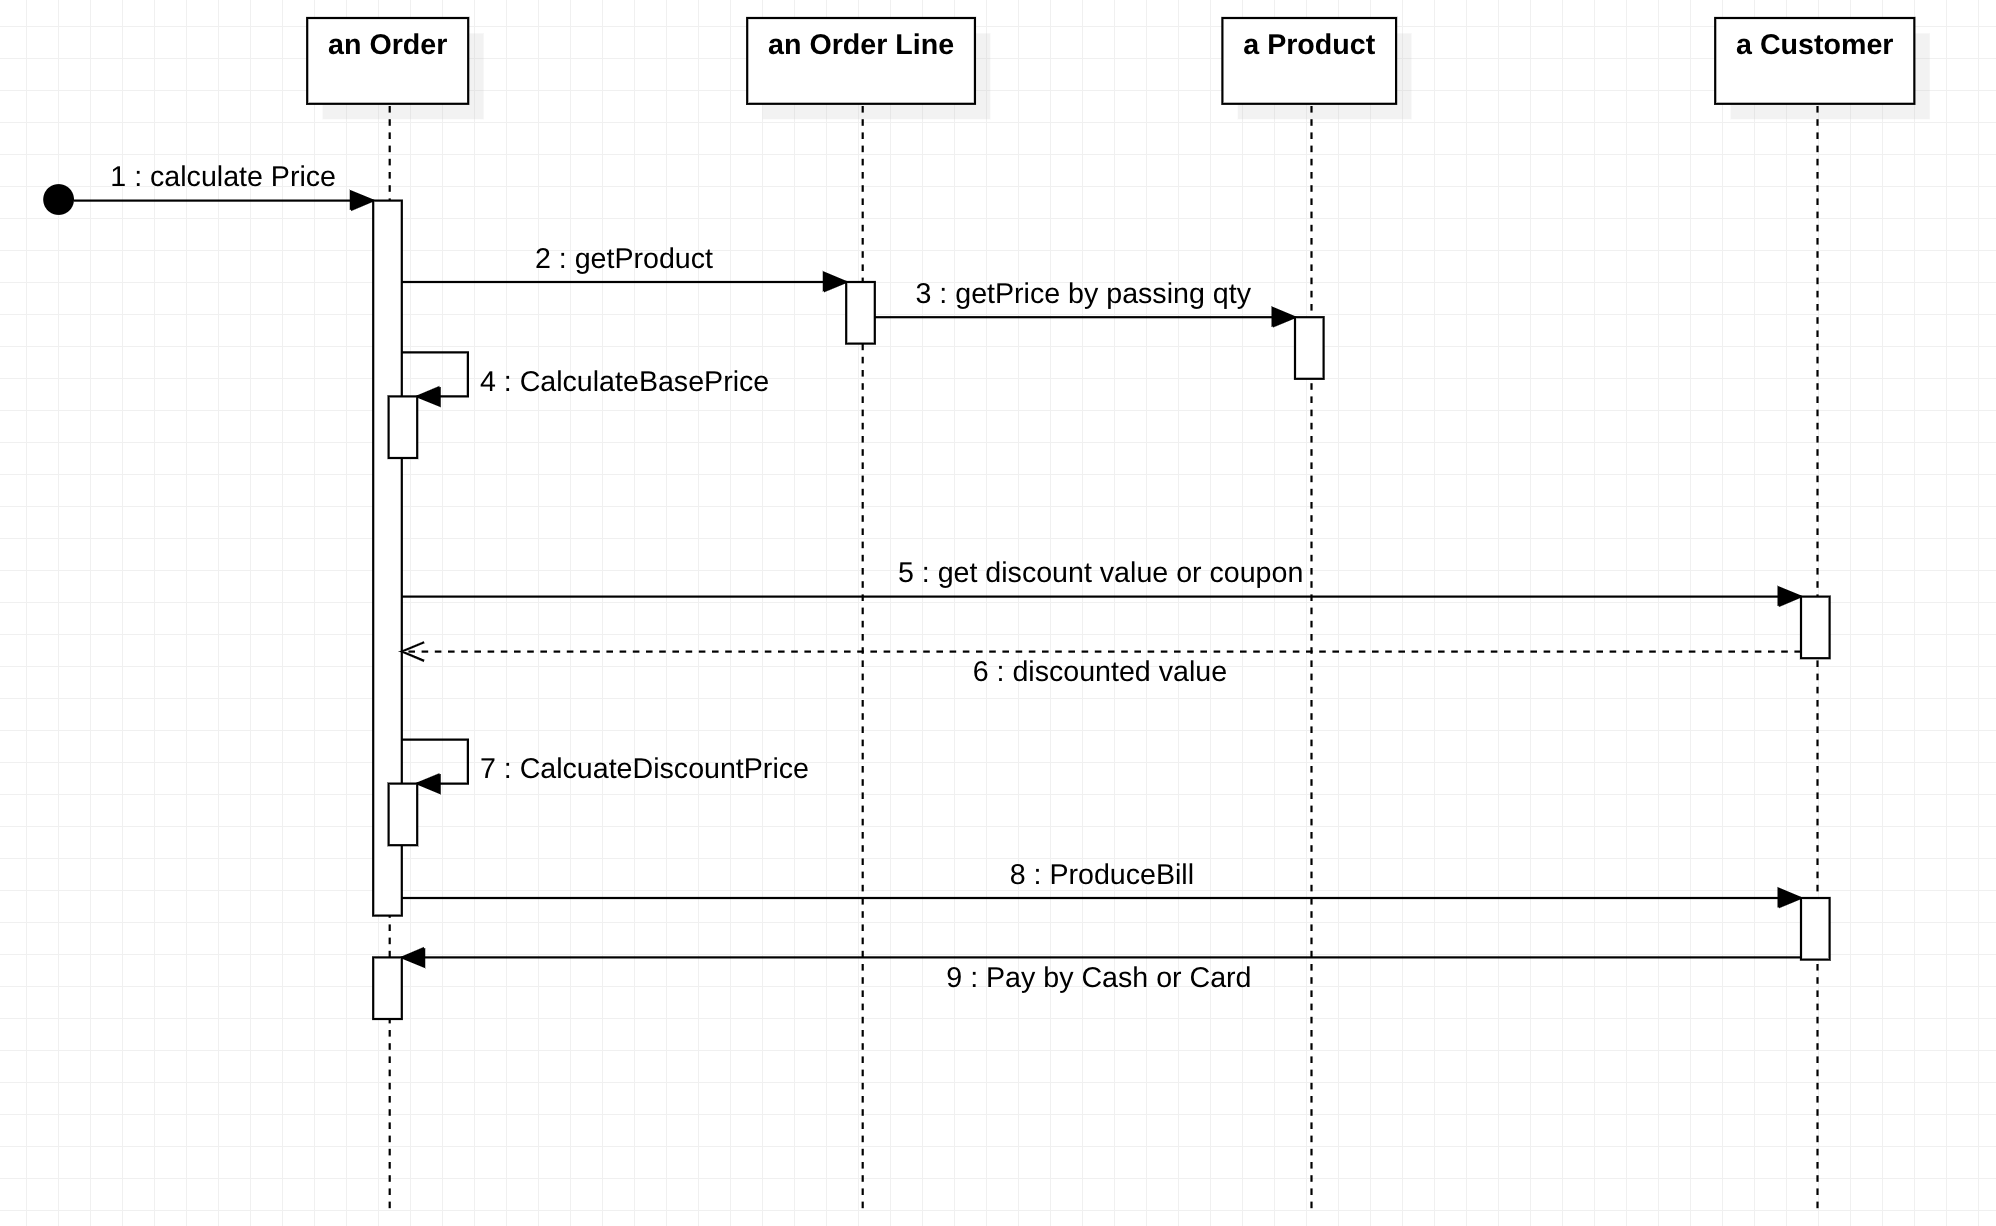 an Order
an Order Line
a Product
a Customer
1 : calculate Price
2 : getProduct
3 : getPrice by passing qty
4 : CalculateBasePrice
5 : get discount value or coupon
6 : discounted value
7 : CalcuateDiscountPrice
8 : ProduceBill
9 : Pay by Cash or Card